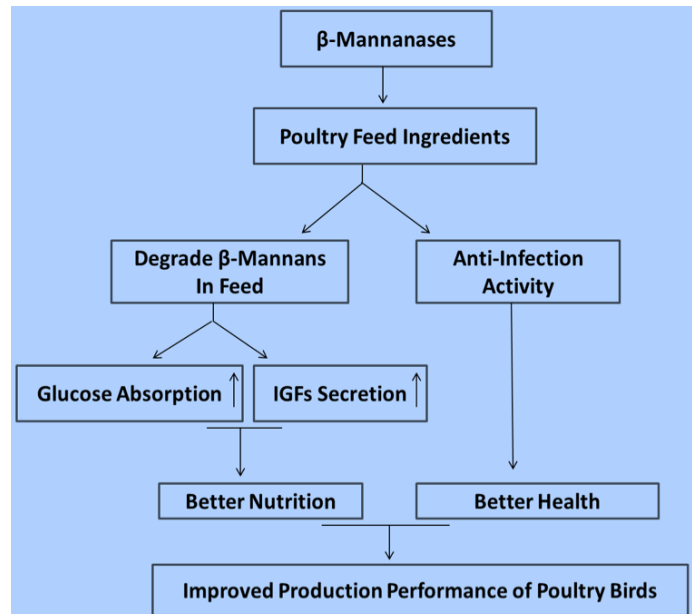 β-Mannanases
Poultry Feed Ingredients
Degrade β-Mannans
In Feed
Anti-Infection
Activity
Glucose Absorption
IGFs Secretion
Better Nutrition
Better Health
Improved Production Performance of Poultry Birds